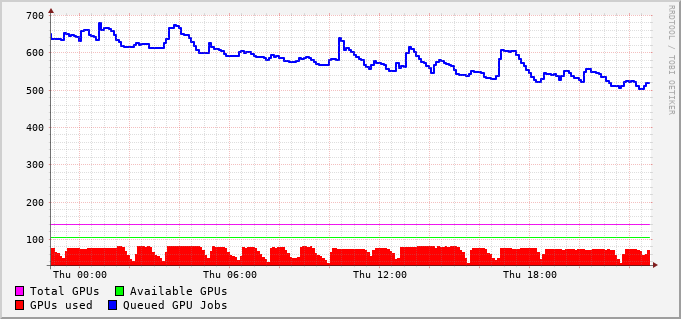 700
600
500
400
300
200
100
Thu 00:00 Thu 06:00 Thu 12:00 Thu 18:00
Total GPUs Available GPUs
GPUs used Queued GPU Jobs
RRDTOOL / TOBI OETIKER